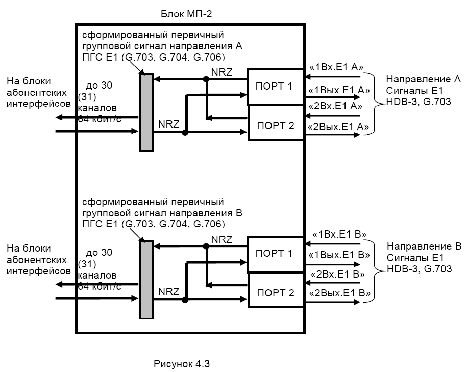 Блок МП-2
сформированный первичный
групповой сигнал направления А
ПГС Е1 (G.703, G.704, G.706)
На блоки
абонентских
интерфейсов
до 30
(31)
каналов
64 кбит/с
NRZ
NRZ
ПОРТ 1
ПОРТ 2
«1Вх.Е1 А»
«1Вых.Е1 А»
«2Вх.Е1 А»
«2Вых.Е1 А»
Направление А
Сигналы Е1
HDB-3, G.703
сформированный первичный
групповой сигнал направления В
ПГС Е1 (G.703, G.704, G.706)
На блоки
абонентских
интерфейсов
до 30
(31)
каналов
64 кбит/с
NRZ
NRZ
ПОРТ 1
ПОРТ 2
«1Вх.Е1 В»
«1Вых.Е1 В»
«2Вх.Е1 В»
«2Вых.Е1 В»
Направление В
Сигналы Е1
HDB-3, G.703
Рисунок 4.3